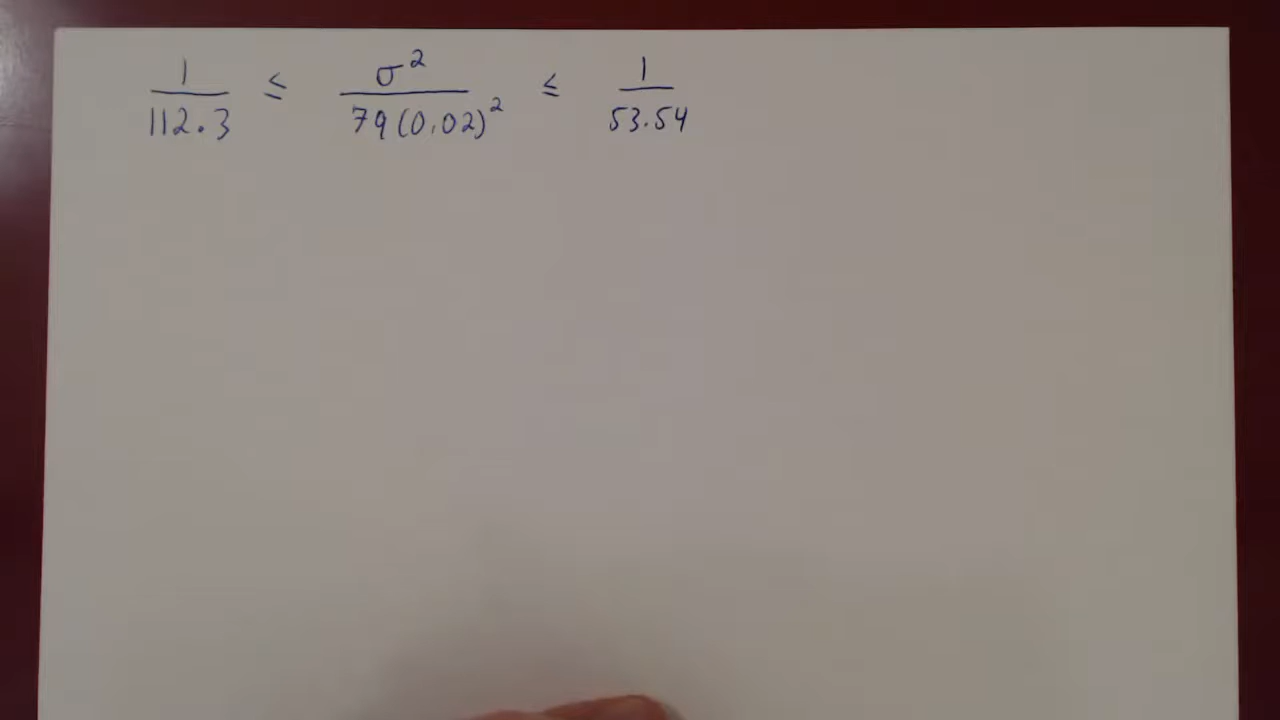 1/112.3 ≤ σ²/79(0.02)² ≤ 1/53.54